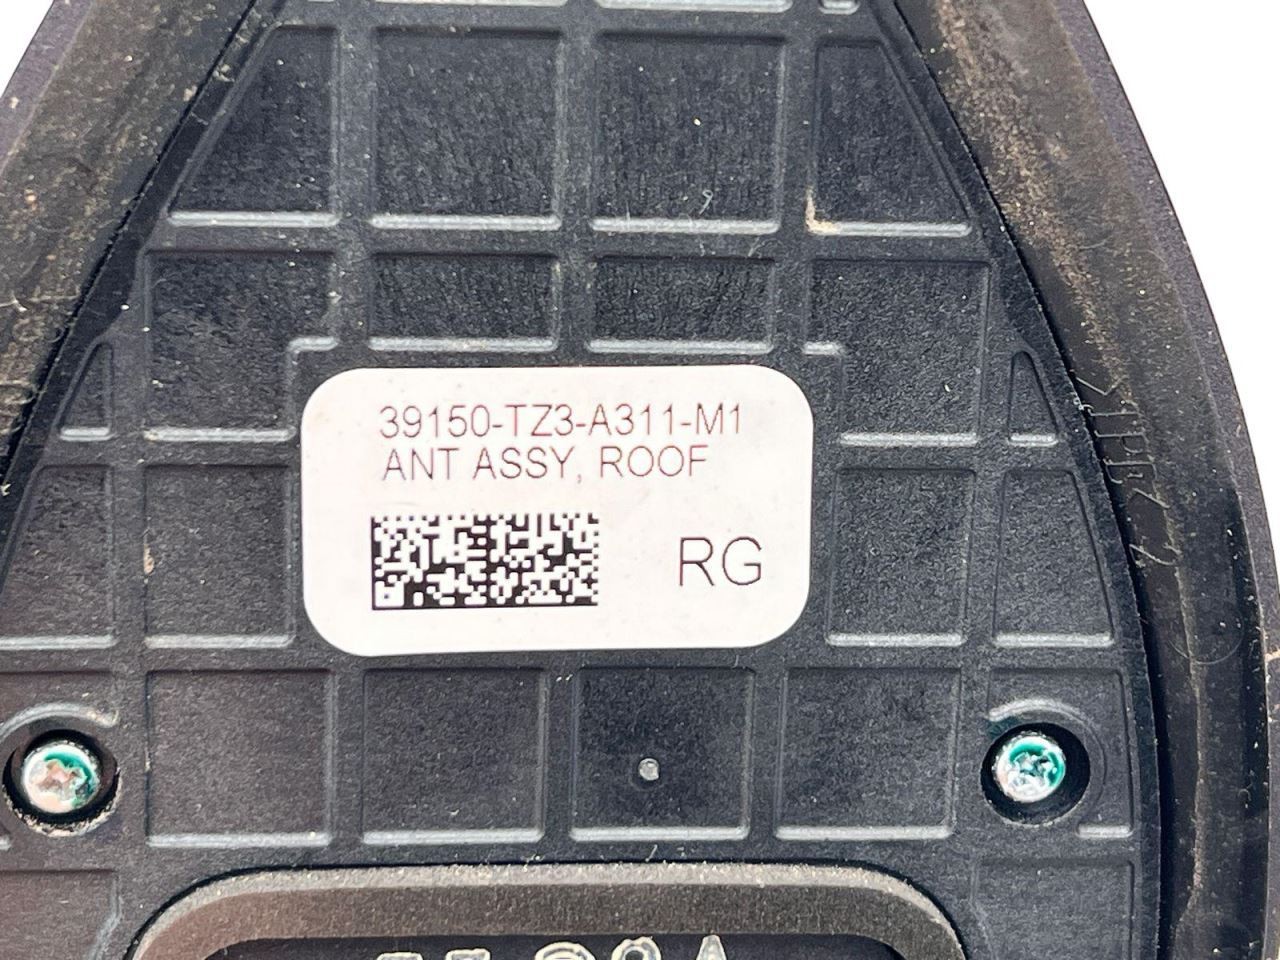 39150-TZ3-A311-M1
ANT ASSY, ROOF
RG